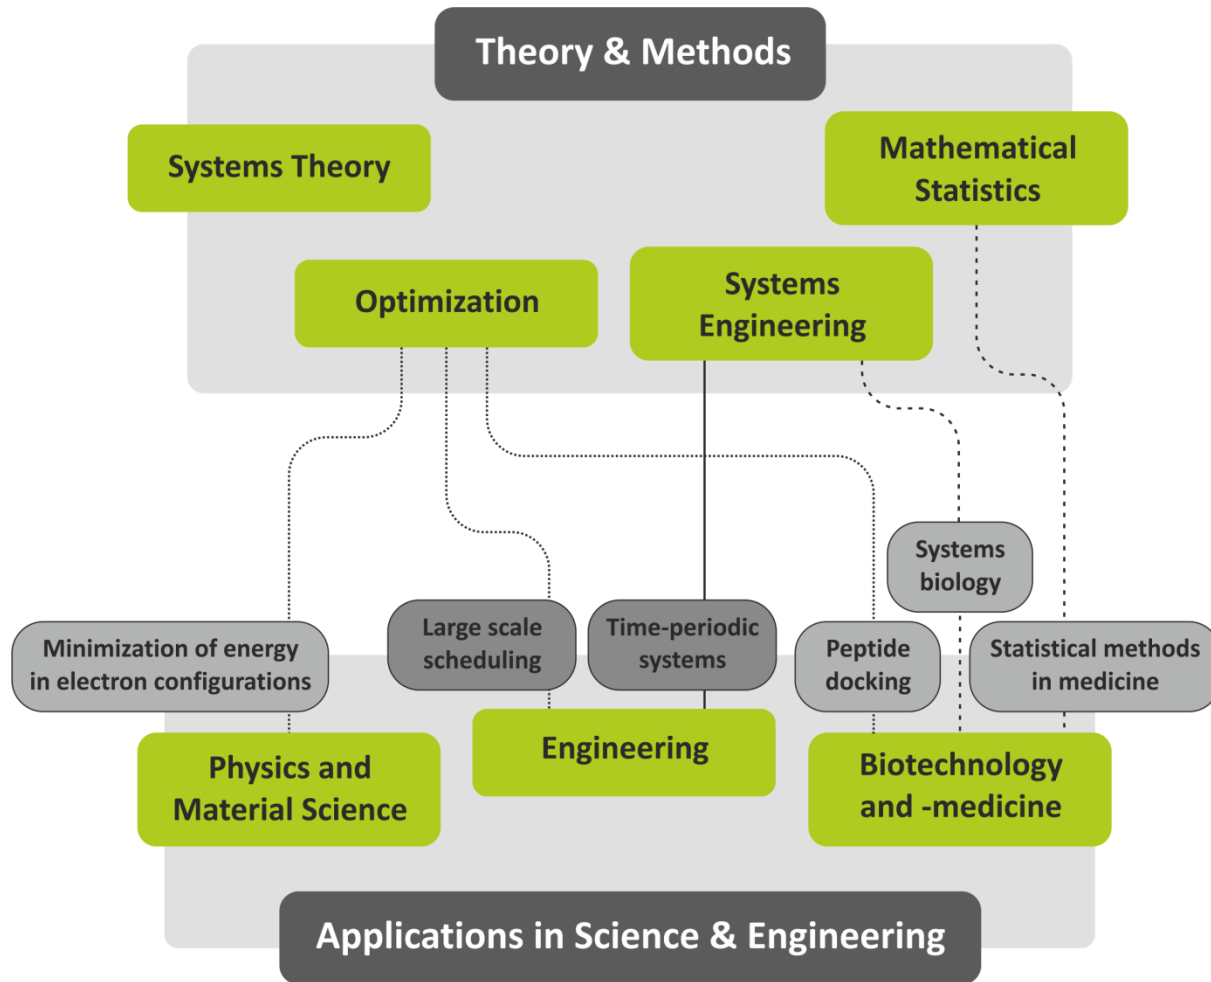 Theory & Methods
Systems Theory
Mathematical
Statistics
Optimization
Systems
Engineering
Systems
biology
Large scale
scheduling
Time-periodic
systems
Minimization of energy
in electron configurations
Peptide
docking
Statistical methods
in medicine
Engineering
Physics and
Material Science
Biotechnology
and -medicine
Applications in Science & Engineering